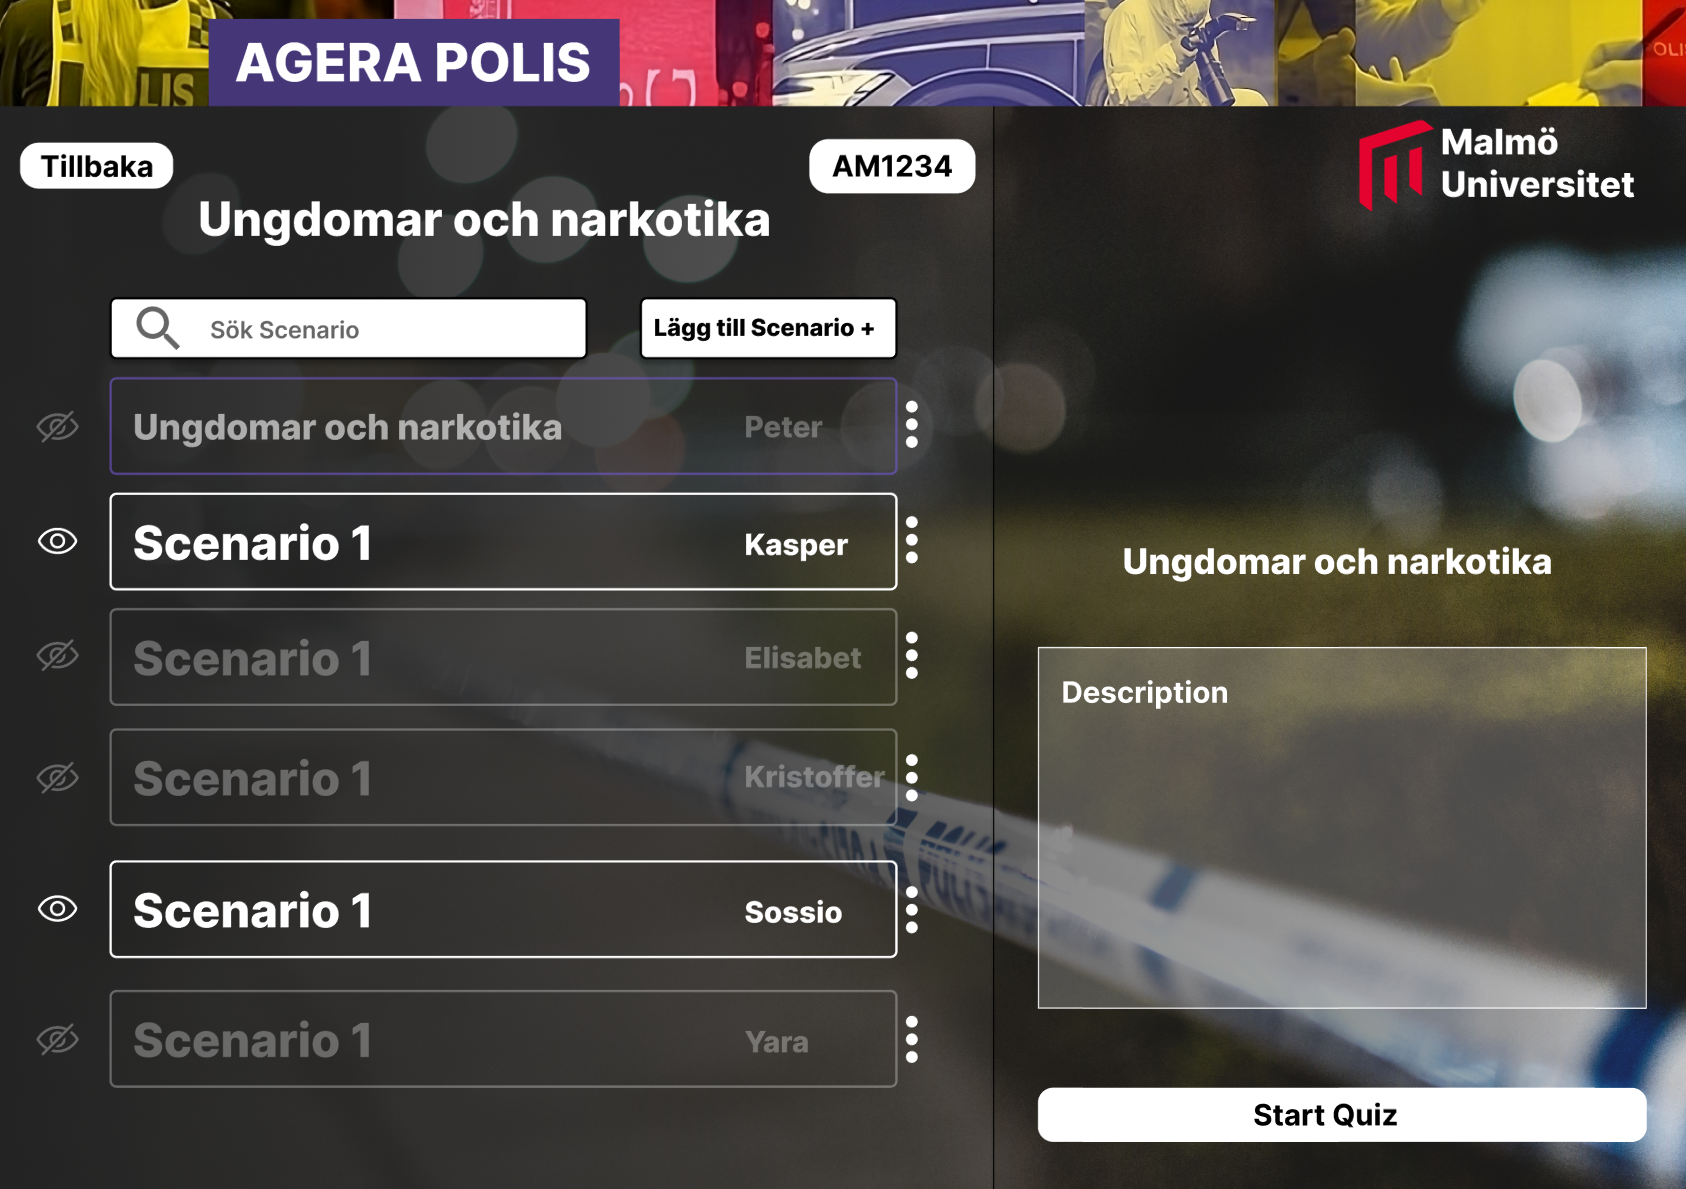 POLIS
AGERA POLIS
Tillbaka
AM1234
Malmö
Universitet
Ungdomar och narkotika
Sök Scenario
Lägg till Scenario +
Ungdomar och narkotika
Peter
Scenario 1
Kasper
Scenario 1
Elisabet
Scenario 1
Kristoffer
Scenario 1
Sossio
Scenario 1
Yara
Ungdomar och narkotika
Description
Start Quiz